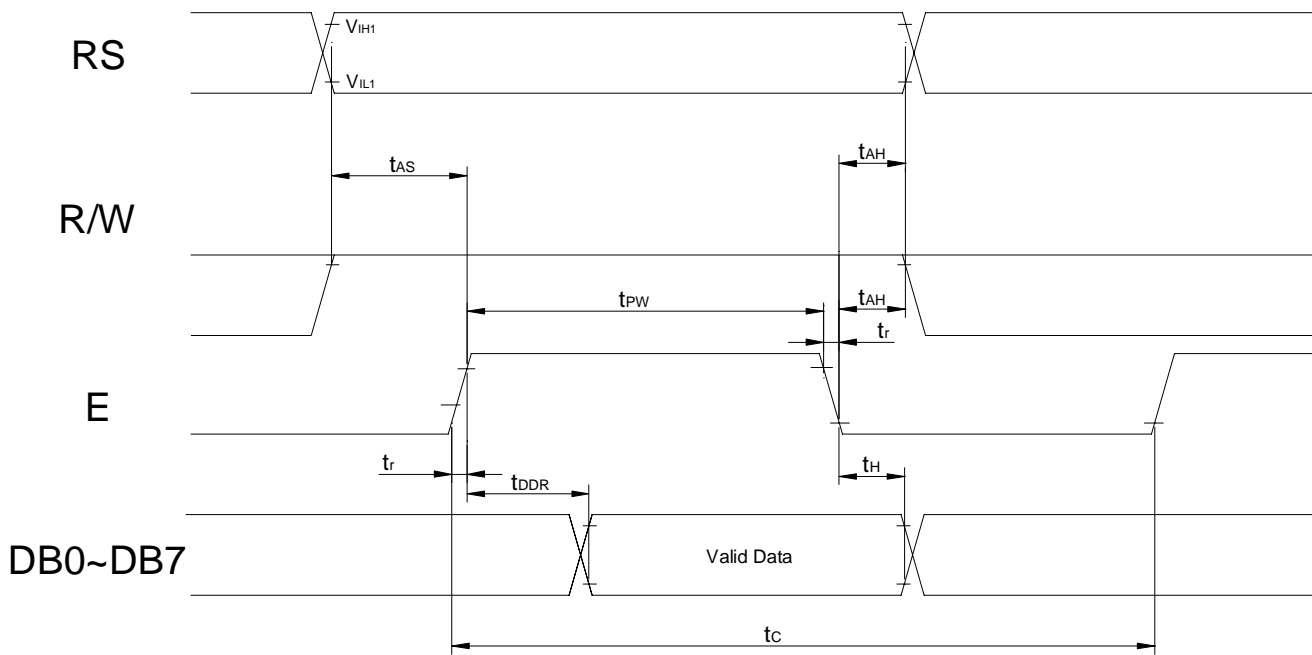 RS
VIH1
VIL1
tAS
tAH
R/W
tPW
tAH
tr
E
tr
tDDR
tH
DB0~DB7
Valid Data
tC